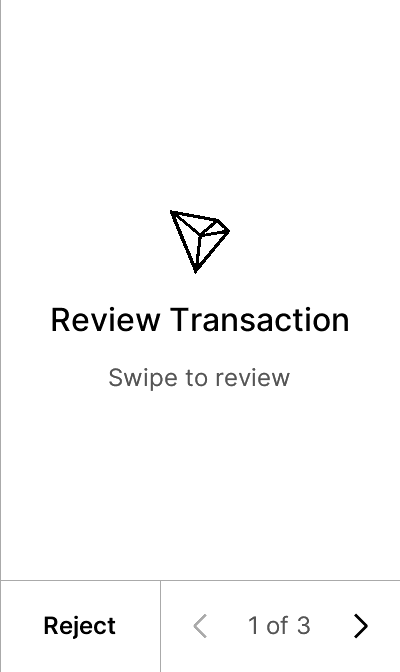 Review Transaction
Swipe to review
Reject
1 of 3